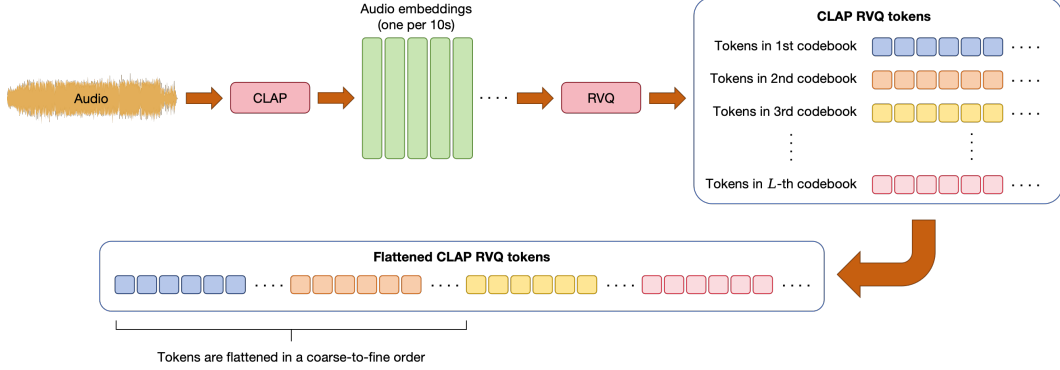 Audio embeddings
(one per 10s)
CLAP RVQ tokens
Tokens in 1st codebook
Tokens in 2nd codebook
Tokens in 3rd codebook
Tokens in L-th codebook
Audio
CLAP
RVQ
Flattened CLAP RVQ tokens
Tokens are flattened in a coarse-to-fine order